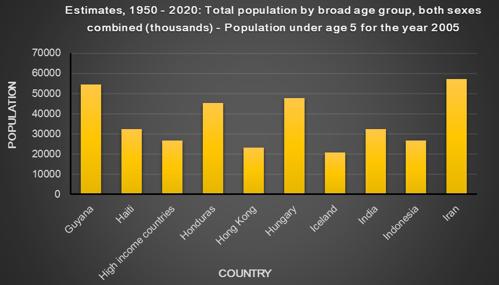 Estimates, 1950 - 2020: Total population by broad age group, both sexes
combined (thousands) - Population under age 5 for the year 2005
POPULATION
70000
60000
50000
40000
30000
20000
10000
0
Guyana
Haiti
High income countries
Honduras
Hong Kong
Hungary
Iceland
India
Indonesia
Iran
COUNTRY